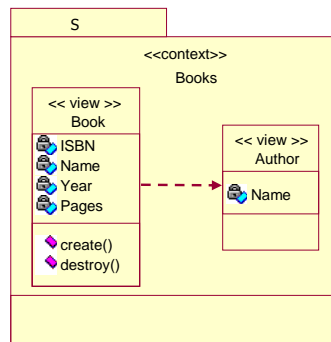 S
<<context>>
Books
<< view >>
Book
ISBN
Name
Year
Pages
create()
destroy()
<< view >>
Author
Name